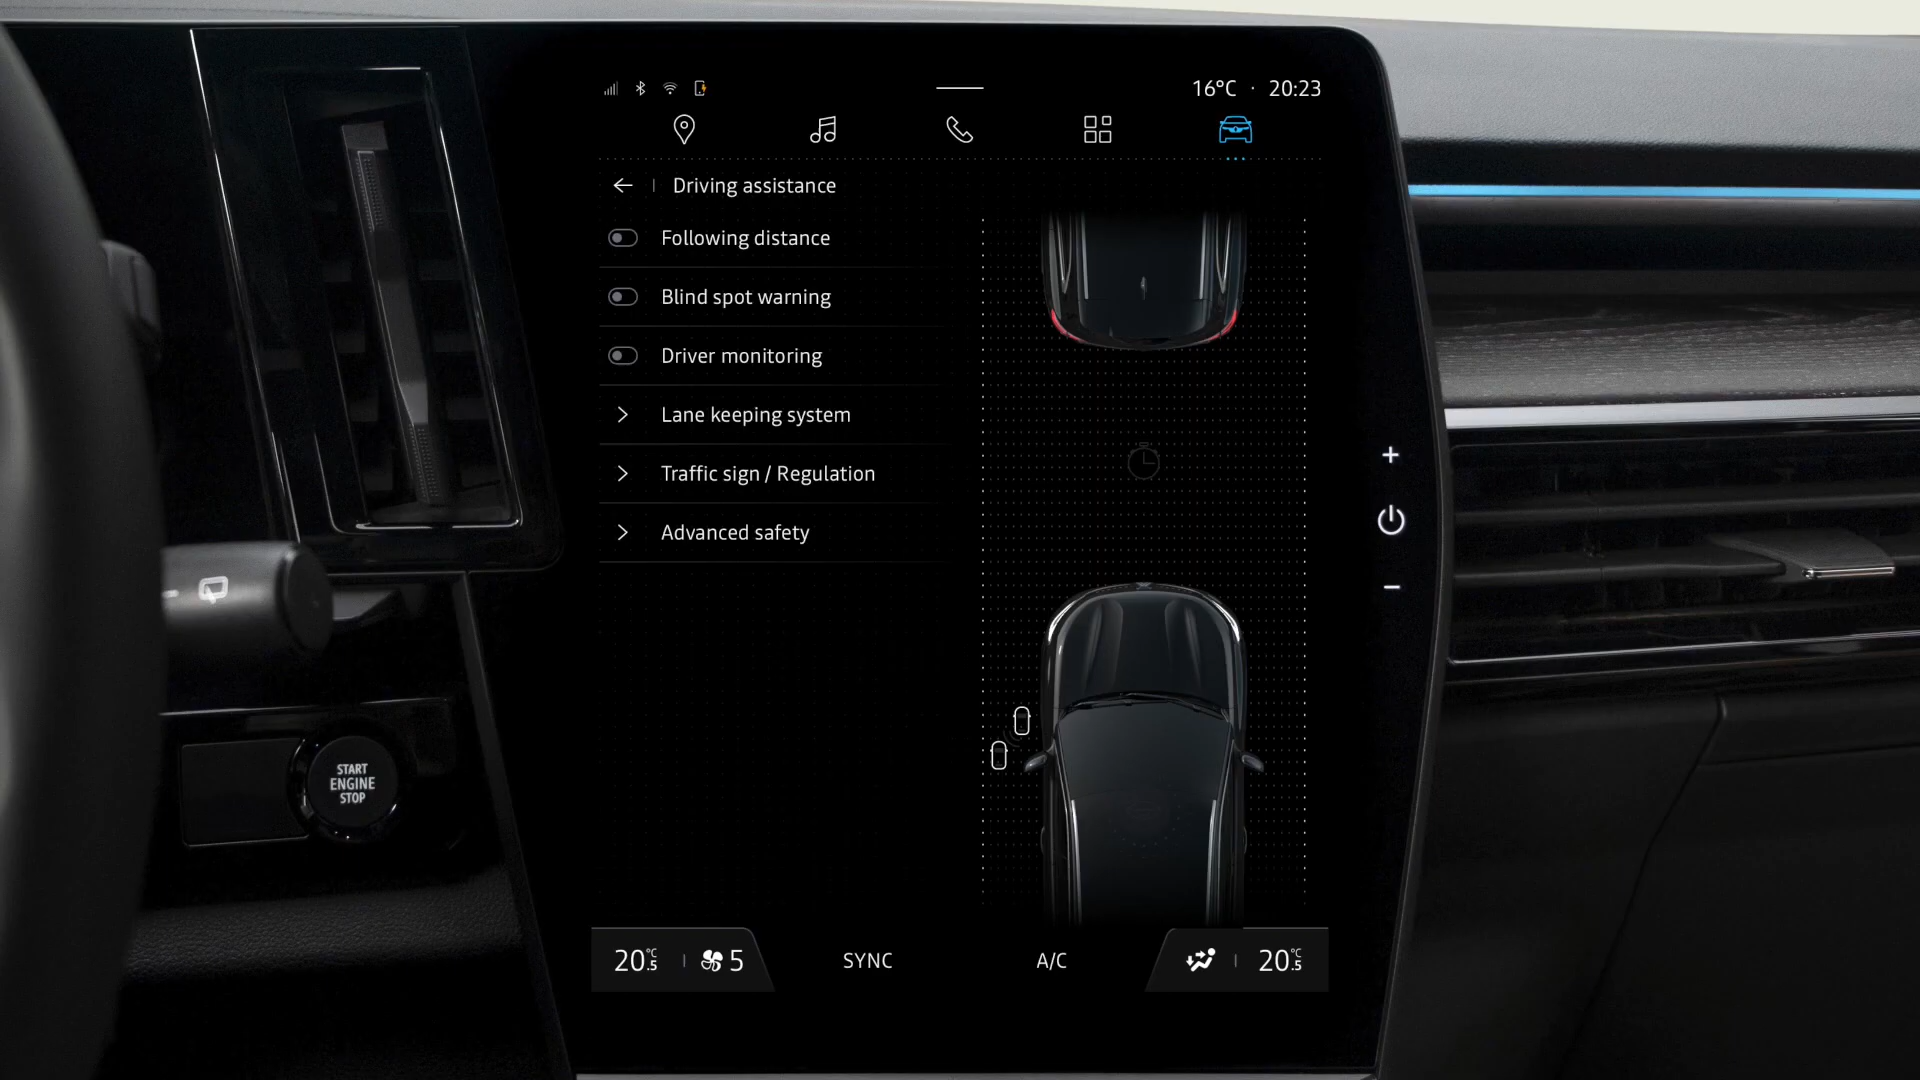 16°C · 20:23
Driving assistance
Following distance
Blind spot warning
Driver monitoring
Lane keeping system
Traffic sign / Regulation
Advanced safety
START
ENGINE
STOP
20.5°C 5 SYNC A/C 20.5°C